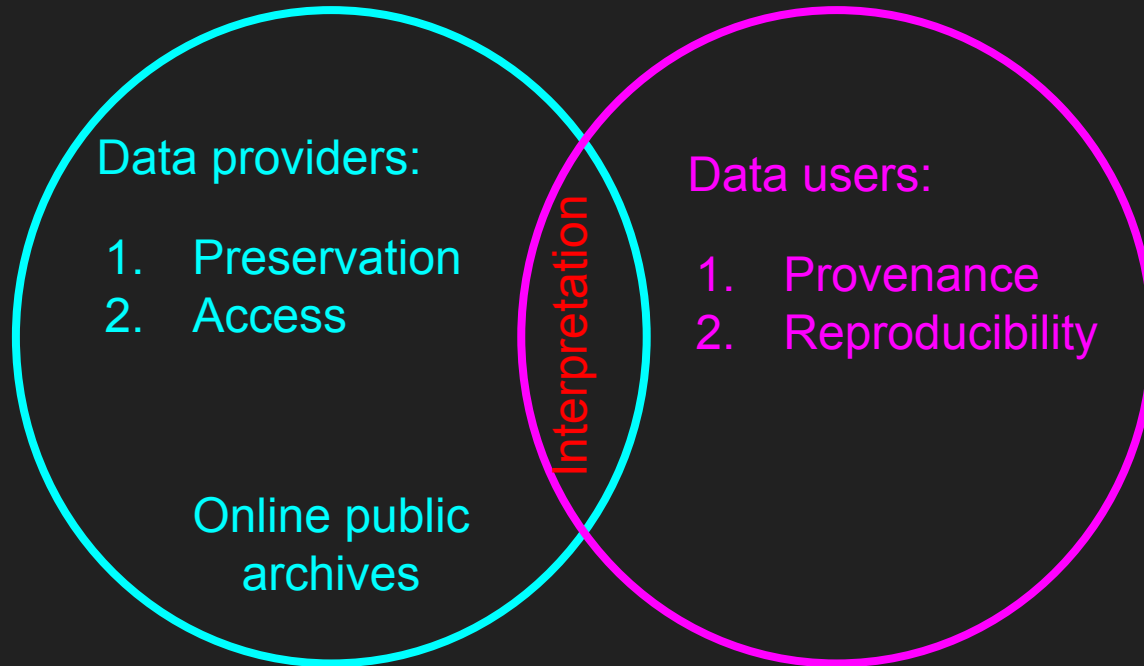 Data providers:
1. Preservation
2. Access
Online public
archives
Interpretation
Data users:
1. Provenance
2. Reproducibility